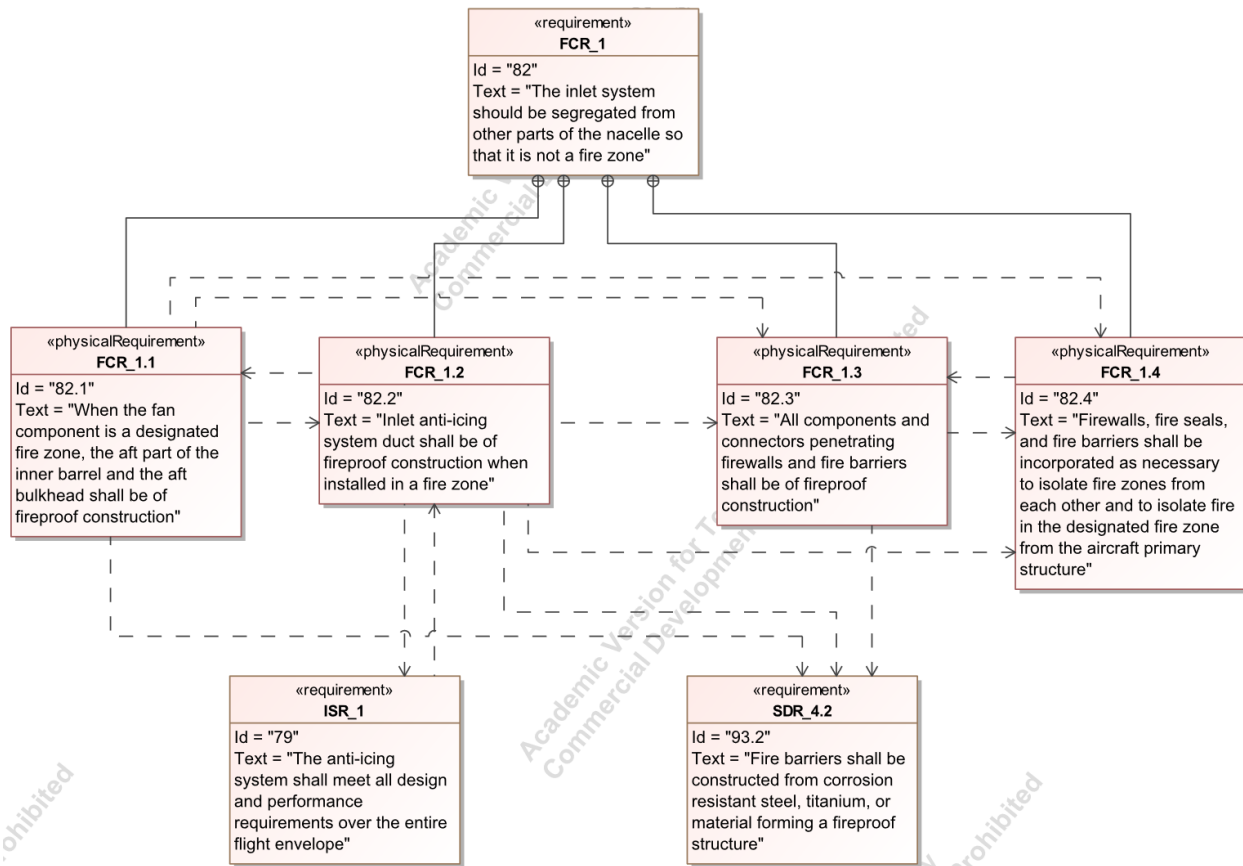 «requirement»
FCR_1
Id = "82"
Text = "The inlet system
should be segregated from
other parts of the nacelle so
that it is not a fire zone"
«physicalRequirement»
FCR_1.1
Id = "82.1"
Text = "When the fan
component is a designated
fire zone, the aft part of the
inner barrel and the aft
bulkhead shall be of
fireproof construction"
«physicalRequirement»
FCR_1.2
Id = "82.2"
Text = "Inlet anti-icing
system duct shall be of
fireproof construction when
installed in a fire zone"
«physicalRequirement»
FCR_1.3
Id = "82.3"
Text = "All components and
connectors penetrating
firewalls and fire barriers
shall be of fireproof
construction"
«physicalRequirement»
FCR_1.4
Id = "82.4"
Text = "Firewalls, fire seals,
and fire barriers shall be
incorporated as necessary
to isolate fire zones from
each other and to isolate fire
in the designated fire zone
from the aircraft primary
structure"
«requirement»
ISR_1
Id = "79"
Text = "The anti-icing
system shall meet all design
and performance
requirements over the entire
flight envelope"
«requirement»
SDR_4.2
Id = "93.2"
Text = "Fire barriers shall be
constructed from corrosion
resistant steel, titanium, or
material forming a fireproof
structure"
Academic
Commercial
Academic Version for
Commercial Development
Prohibited